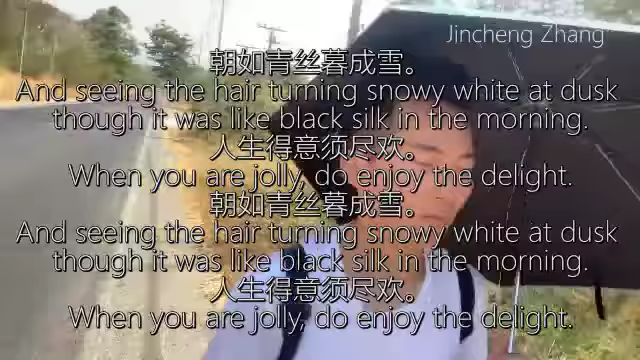 Jincheng Zhang
朝如青丝暮成雪。
And seeing the hair turning snowy white at dusk
though it was like black silk in the morning.
人生得意须尽欢。
When you are jolly, do enjoy the delight.
朝如青丝暮成雪。
And seeing the hair turning snowy white at dusk
though it was like black silk in the morning.
人生得意须尽欢。
When you are jolly, do enjoy the delight.